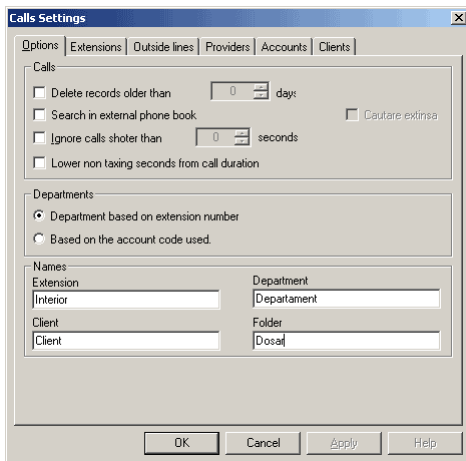 Calls Settings
Options Extensions Outside lines Providers Accounts Clients
Calls
Delete records older than 0 days
Search in external phone book Cautare extinsa
Ignore calls shoter than 0 seconds
Lower non taxing seconds from call duration
Departments
Department based on extension number
Based on the account code used.
Names
Extension Department
Interior Departament
Client Folder
Client Dosar
OK Cancel Apply Help